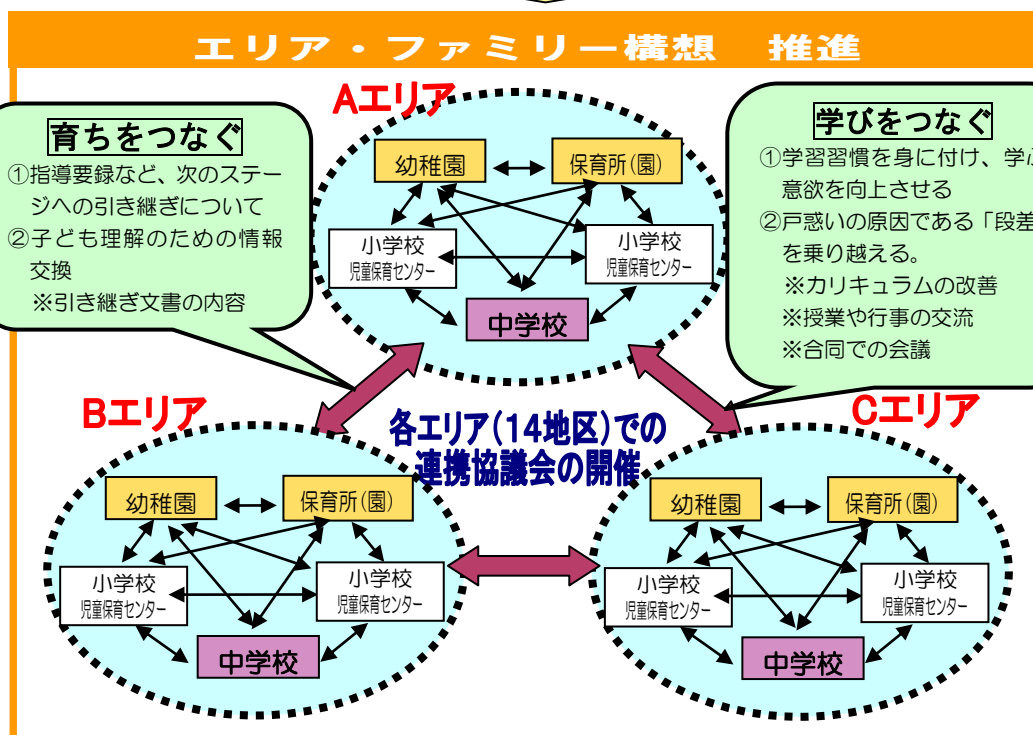 エリア・ファミリー構想　推進
Aエリア
育ちをつなぐ
①指導要録など、次のステー
ジへの引き継ぎについて
②子ども理解のための情報
交換
※引き継ぎ文書の内容
学びをつなぐ
①学習習慣を身に付け、学
意欲を向上させる
②戸惑いの原因である「段差
を乗り越える。
※カリキュラムの改善
※授業や行事の交流
※合同での会議
幼稚園
保育所(園)
小学校
児童保育センター
小学校
児童保育センター
中学校
Bエリア
Cエリア
各エリア(14地区)での
連携協議会の開催
幼稚園
保育所(園)
小学校
児童保育センター
小学校
児童保育センター
中学校
幼稚園
保育所(園)
小学校
児童保育センター
小学校
児童保育センター
中学校